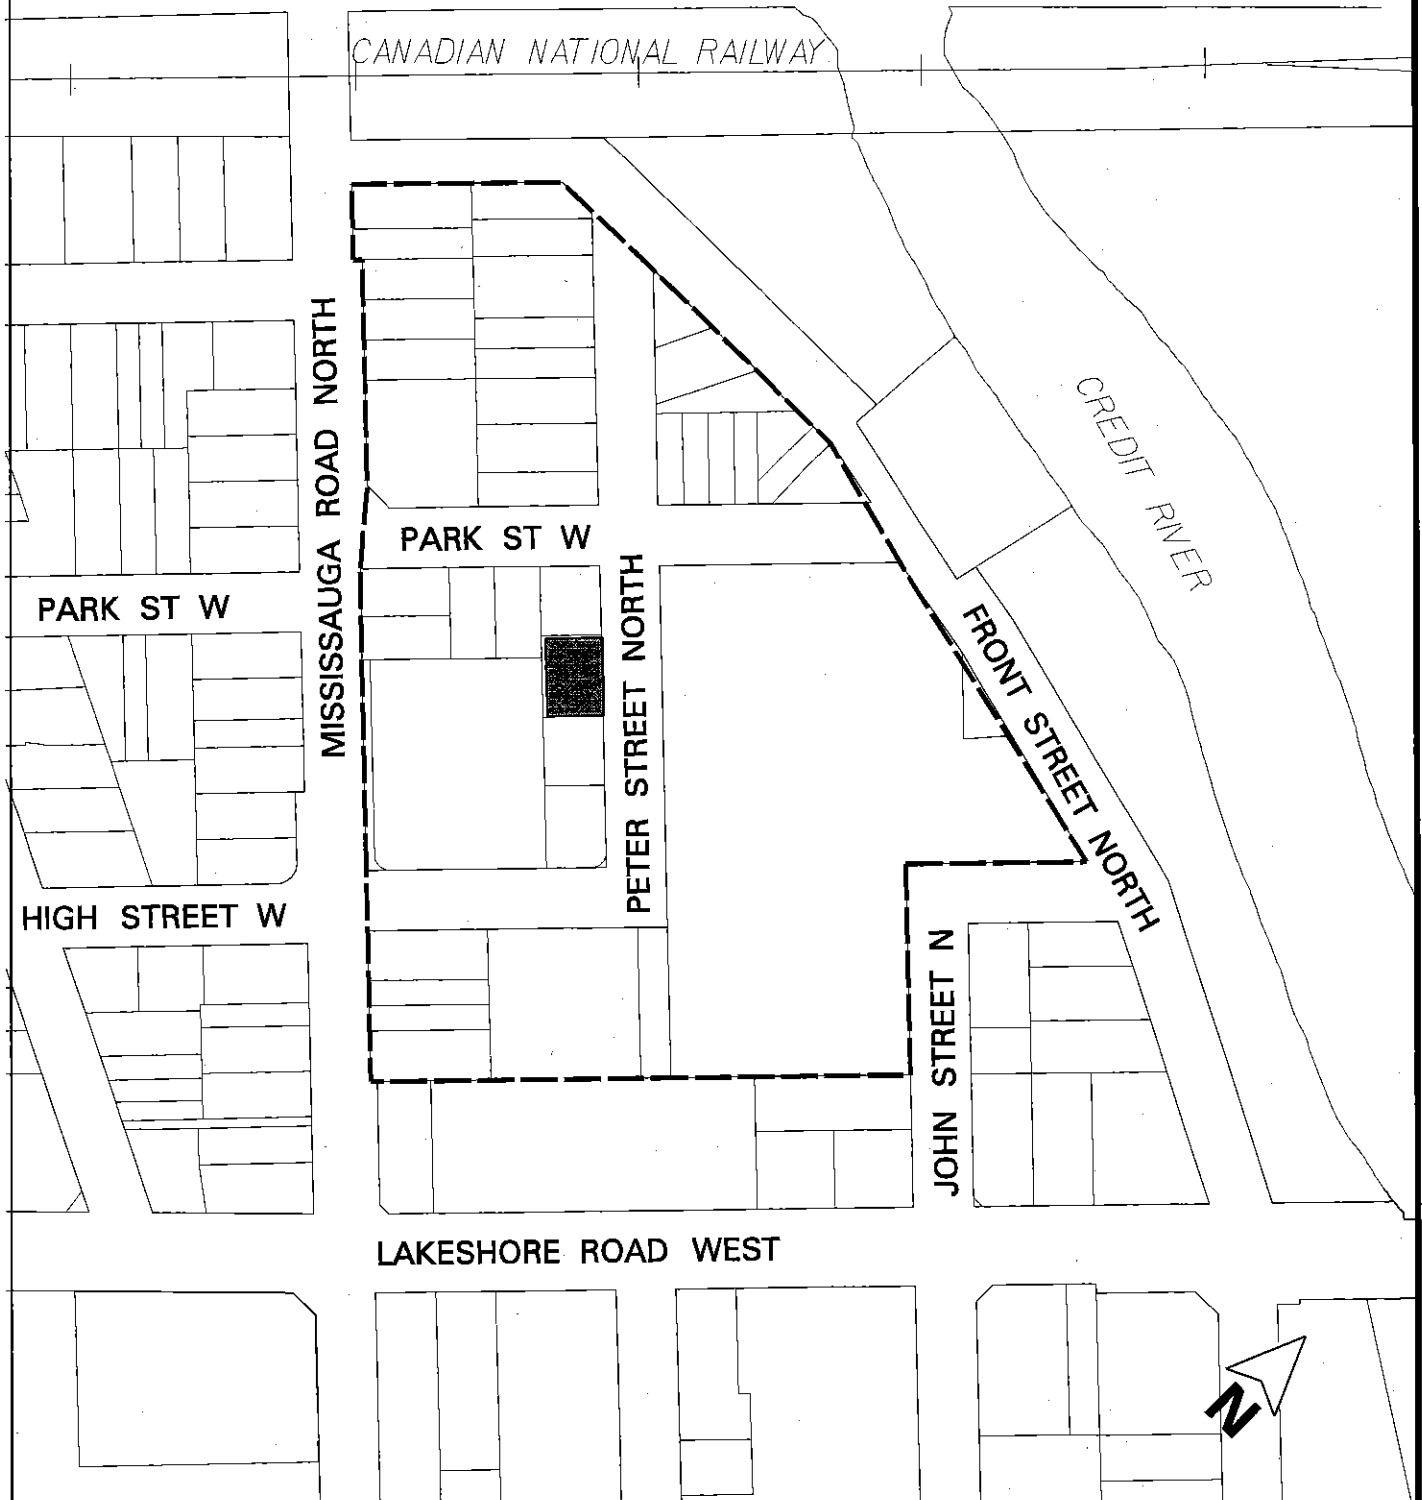 CANADIAN NATIONAL RAILWAY
MISSISSAUGA ROAD NORTH
CREDIT RIVER
PARK ST W
PARK ST W
PETER STREET NORTH
FRONT STREET NORTH
HIGH STREET W
JOHN STREET N
LAKESHORE ROAD WEST
N